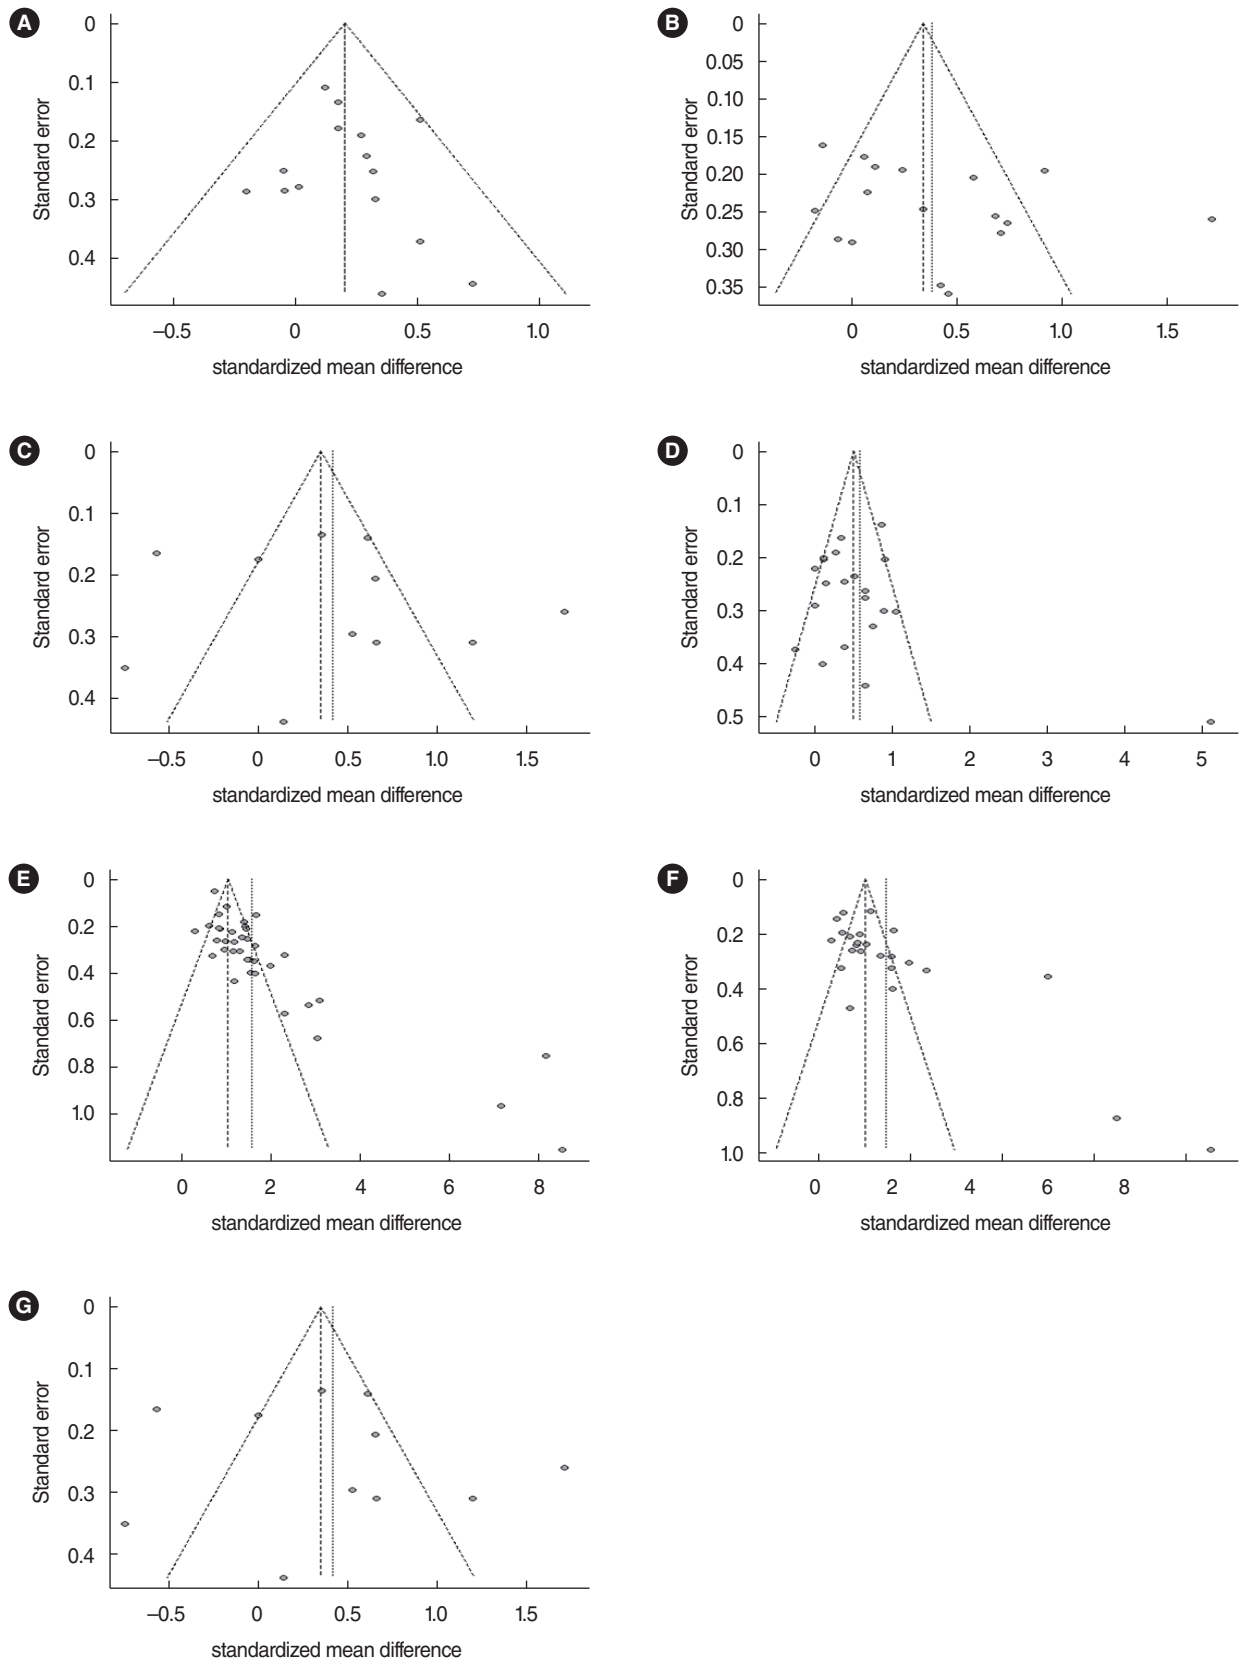 A
0
0.1
0.2
0.3
0.4
Standard error
–0.5 0 0.5 1.0
standardized mean difference
B
0
0.05
0.10
0.15
0.20
0.25
0.30
0.35
Standard error
0 0.5 1.0 1.5
standardized mean difference
C
0
0.1
0.2
0.3
0.4
Standard error
–0.5 0 0.5 1.0 1.5
standardized mean difference
D
0
0.1
0.2
0.3
0.4
0.5
Standard error
0 1 2 3 4 5
standardized mean difference
E
0
0.2
0.4
0.6
0.8
1.0
Standard error
0 2 4 6 8
standardized mean difference
F
0
0.2
0.4
0.6
0.8
1.0
Standard error
0 2 4 6 8
standardized mean difference
G
0
0.1
0.2
0.3
0.4
Standard error
–0.5 0 0.5 1.0 1.5
standardized mean difference